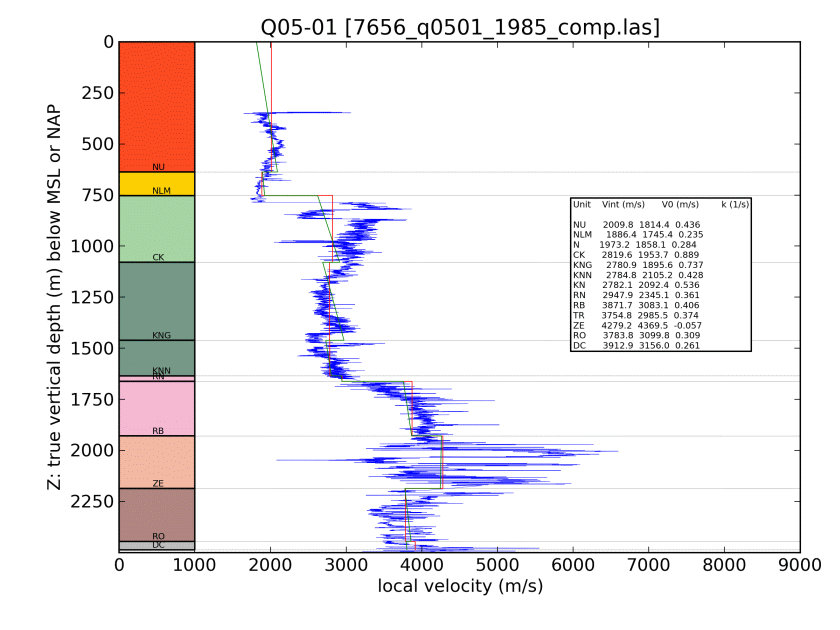 Q05-01 [7656_q0501_1985_comp.las]
Z: true vertical depth (m) below MSL or NAP
0
250
500
750
1000
1250
1500
1750
2000
2250
NU
NLM
CK
KNG
KNN
RN
RB
ZE
RO
DC
Unit Vint (m/s) V0 (m/s) k (1/s)
NU 2009.8 1814.4 0.436
NLM 1886.4 1745.4 0.235
N 1973.2 1858.1 0.284
CK 2819.6 1953.7 0.889
KNG 2780.9 1895.6 0.737
KNN 2784.8 2105.2 0.428
KN 2782.1 2092.4 0.536
RN 2947.9 2345.1 0.361
RB 3871.7 3083.1 0.406
TR 3754.8 2985.5 0.374
ZE 4279.2 4369.5 -0.057
RO 3783.8 3099.8 0.309
DC 3912.9 3156.0 0.261
0 1000 2000 3000 4000 5000 6000 7000 8000 9000
local velocity (m/s)